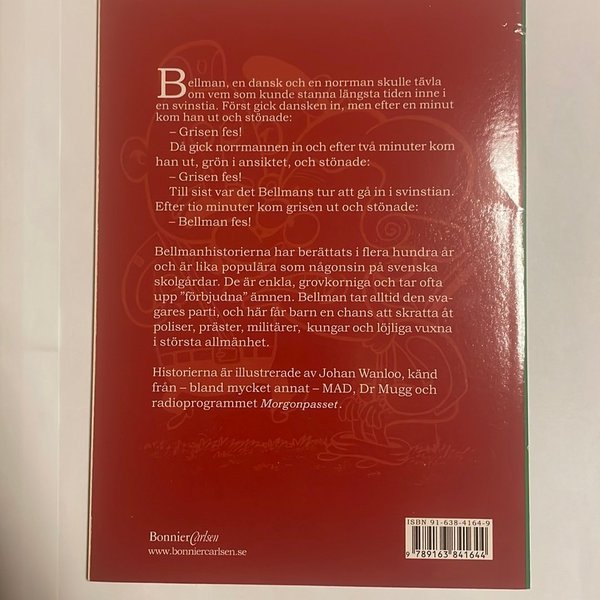 Bellman, en dansk och en norrman skulle tävla
om vem som kunde stanna längsta tiden inne i
en svinstia. Först gick dansken in, men efter en minut
kom han ut och stönade:
– Grisen fes!
Då gick norrmannen in och efter två minuter kom
han ut, grön i ansiktet, och stönade:
– Grisen fes!
Till sist var det Bellmans tur att gå in i svinstian.
Efter tio minuter kom grisen ut och stönade:
– Bellman fes!
Bellmanhistorierna har berättats i flera hundra år
och är lika populära som någonsin på svenska
skolgårdar. De är enkla, grovkorniga och tar ofta
upp "förbjudna" ämnen. Bellman tar alltid den sva-
gares parti, och här får barn en chans att skratta åt
poliser, präster, militärer, kungar och löjliga vuxna
i största allmänhet.
Historierna är illustrerade av Johan Wanloo, känd
från – bland mycket annat – MAD, Dr Mugg och
radioprogrammet Morgonpasset.
ISBN 91-638-4164-9
9 789163 841644
Bonnier Carlsen
www.bonniercarlsen.se